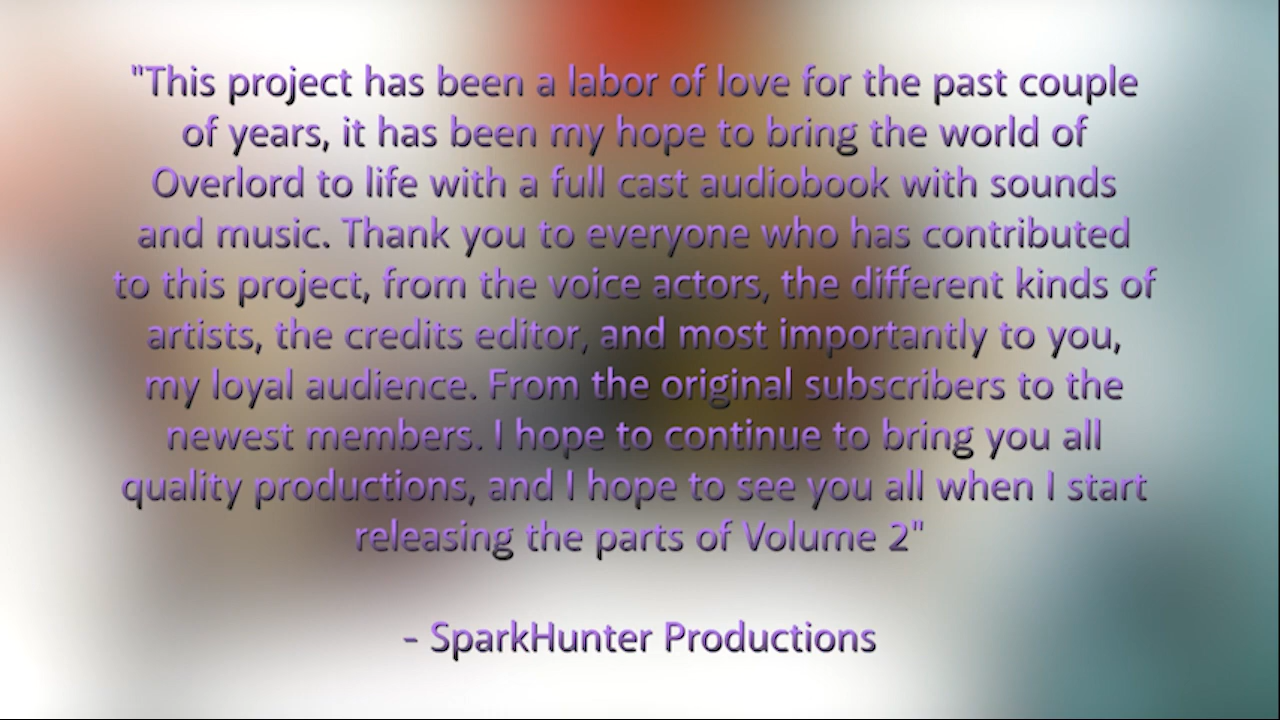 "This project has been a labor of love for the past couple
of years, it has been my hope to bring the world of
Overlord to life with a full cast audiobook with sounds
and music. Thank you to everyone who has contributed
to this project, from the voice actors, the different kinds of
artists, the credits editor, and most importantly to you,
my loyal audience. From the original subscribers to the
newest members. I hope to continue to bring you all
quality productions, and I hope to see you all when I start
releasing the parts of Volume 2"
- SparkHunter Productions